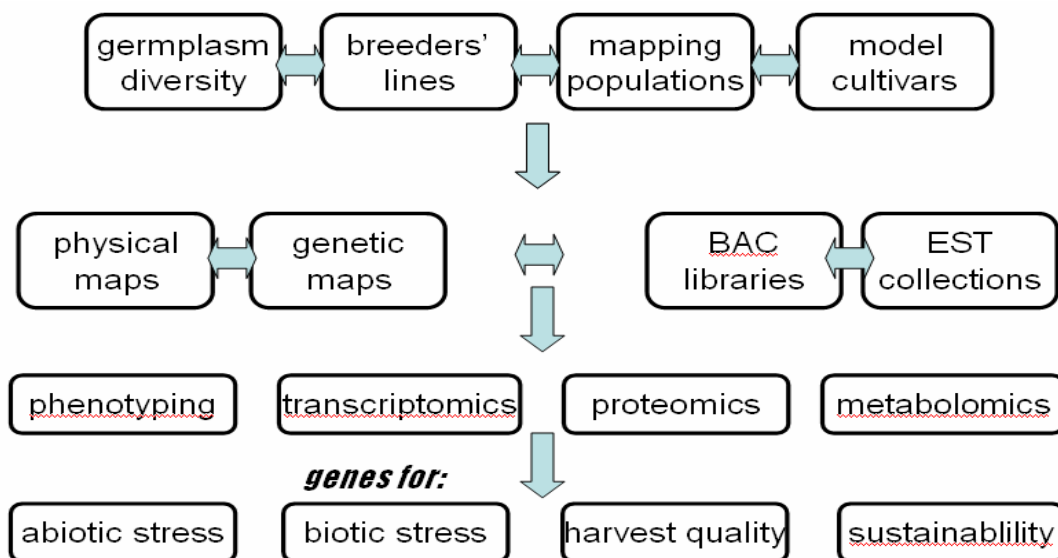 germplasm diversity
breeders' lines
mapping populations
model cultivars
physical maps
genetic maps
BAC libraries
EST collections
phenotyping
transcriptomics
proteomics
metabolomics
genes for:
abiotic stress
biotic stress
harvest quality
sustainablility